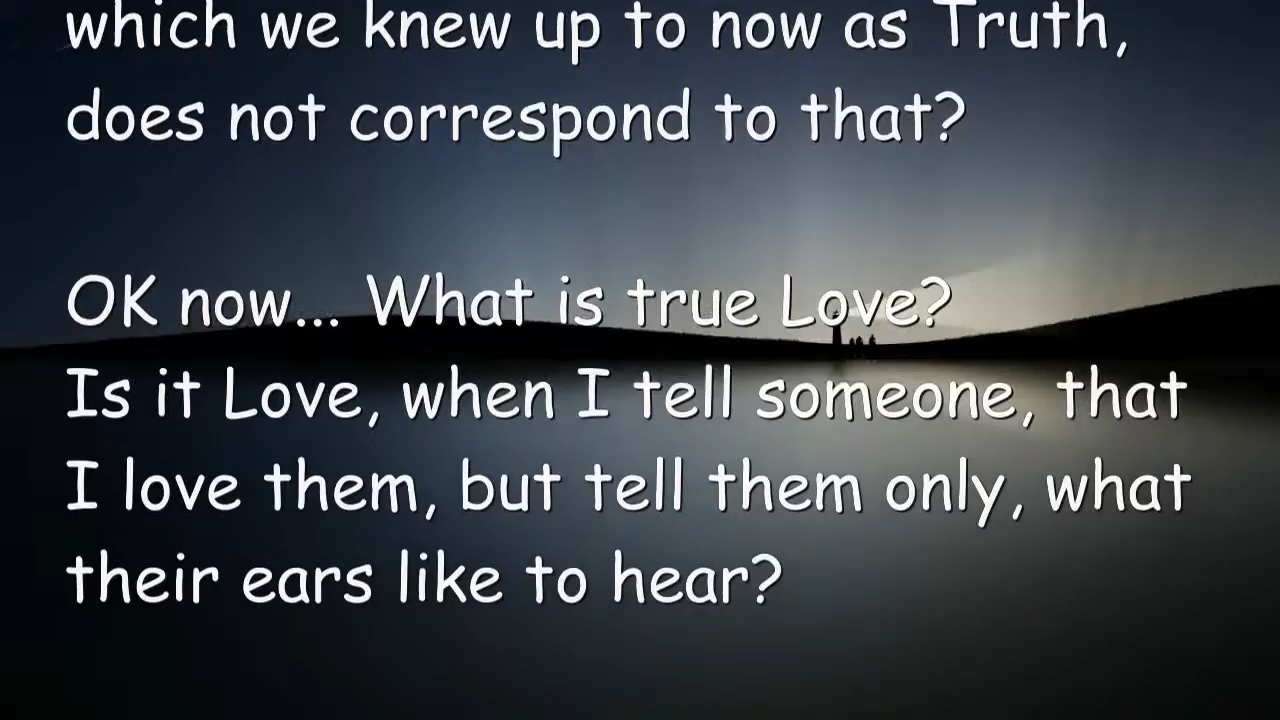 which we knew up to now as Truth,
does not correspond to that?
OK now... What is true Love?
Is it Love, when I tell someone, that
I love them, but tell them only, what
their ears like to hear?